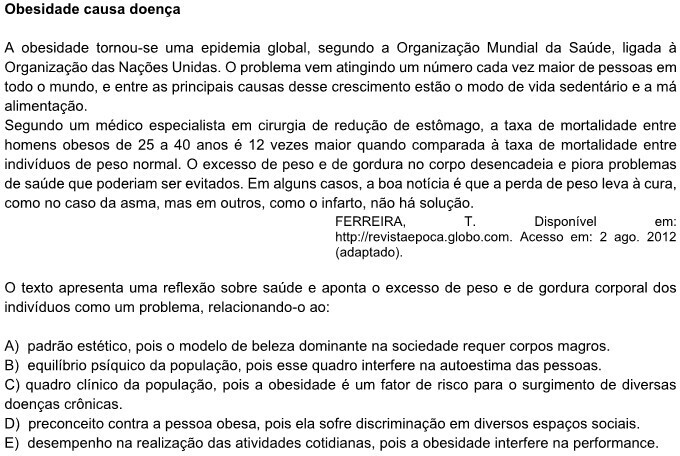 Obesidade causa doença
A obesidade tornou-se uma epidemia global, segundo a Organização Mundial da Saúde, ligada à
Organização das Nações Unidas. O problema vem atingindo um número cada vez maior de pessoas em
todo o mundo, e entre as principais causas desse crescimento estão o modo de vida sedentário e a má
alimentação.
Segundo um médico especialista em cirurgia de redução de estômago, a taxa de mortalidade entre
homens obesos de 25 a 40 anos é 12 vezes maior quando comparada à taxa de mortalidade entre
indivíduos de peso normal. O excesso de peso e de gordura no corpo desencadeia e piora problemas
de saúde que poderiam ser evitados. Em alguns casos, a boa notícia é que a perda de peso leva à cura,
como no caso da asma, mas em outros, como o infarto, não há solução.
FERREIRA, T. Disponível em:
http://revistaepoca.globo.com. Acesso em: 2 ago. 2012
(adaptado).
O texto apresenta uma reflexão sobre saúde e aponta o excesso de peso e de gordura corporal dos
indivíduos como um problema, relacionando-o ao:
A) padrão estético, pois o modelo de beleza dominante na sociedade requer corpos magros.
B) equilíbrio psíquico da população, pois esse quadro interfere na autoestima das pessoas.
C) quadro clínico da população, pois a obesidade é um fator de risco para o surgimento de diversas
doenças crônicas.
D) preconceito contra a pessoa obesa, pois ela sofre discriminação em diversos espaços sociais.
E) desempenho na realização das atividades cotidianas, pois a obesidade interfere na performance.